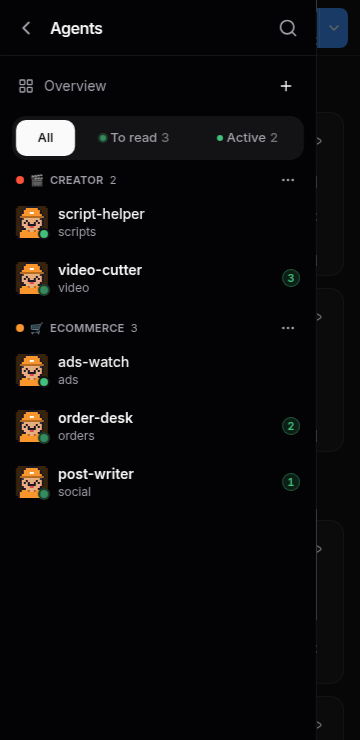 Agents
Overview
All
To read 3
Active 2
CREATOR 2
script-helper
scripts
video-cutter
video
3
ECOMMERCE 3
ads-watch
ads
order-desk
orders
2
post-writer
social
1